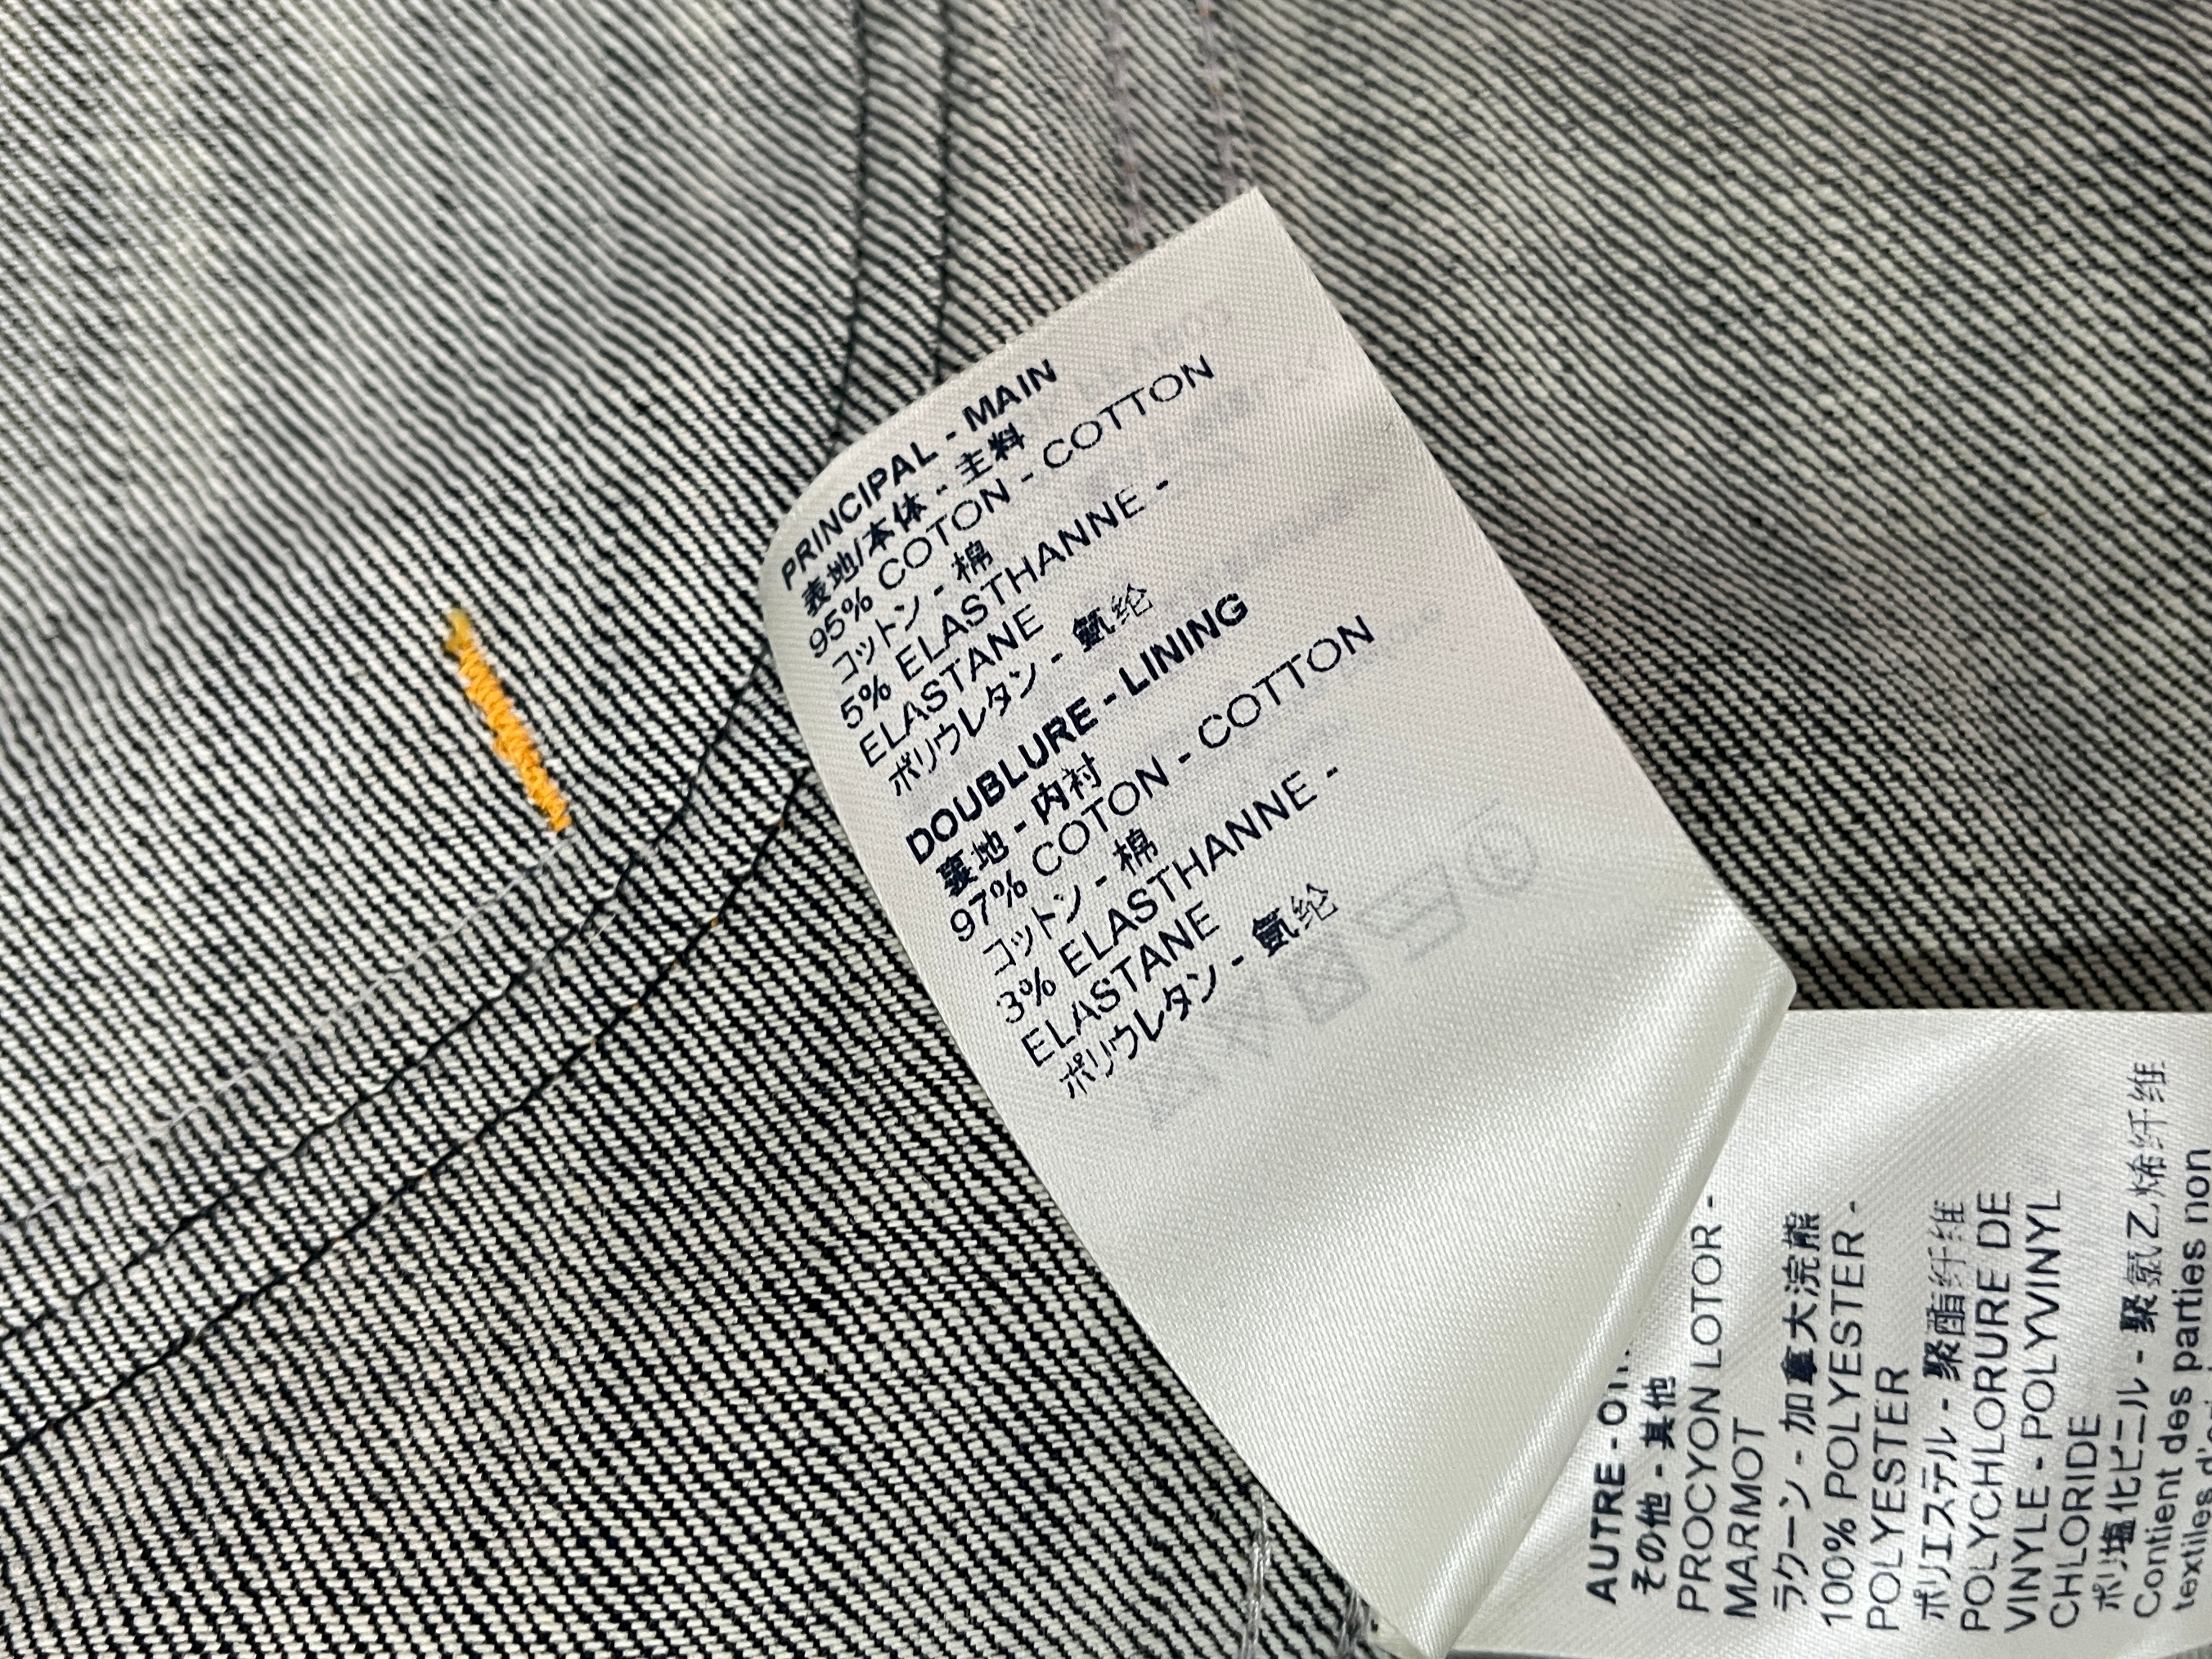 PRINCIPAL - MAIN
表地/本体 - 主料
95% COTON - COTTON
コットン - 棉
5% ELASTHANNE -
ELASTANE
ポリウレタン - 氨纶
DOUBLURE - LINING
裏地 - 内衬
97% COTON - COTTON
コットン - 棉
3% ELASTHANNE -
ELASTANE
ポリウレタン - 氨纶
AUTRE -
その他 - 其他
PROCYON LOTOR -
MARMOT
ラクーン - 加拿大浣熊
100% POLYESTER -
POLYESTER
ポリエステル - 聚酯纤维
POLYCHLORURE DE
VINYLE - POLYVINYL
CHLORIDE
ポリ塩化ビニル - 聚氯乙烯纤维
Contient des parties non
textiles